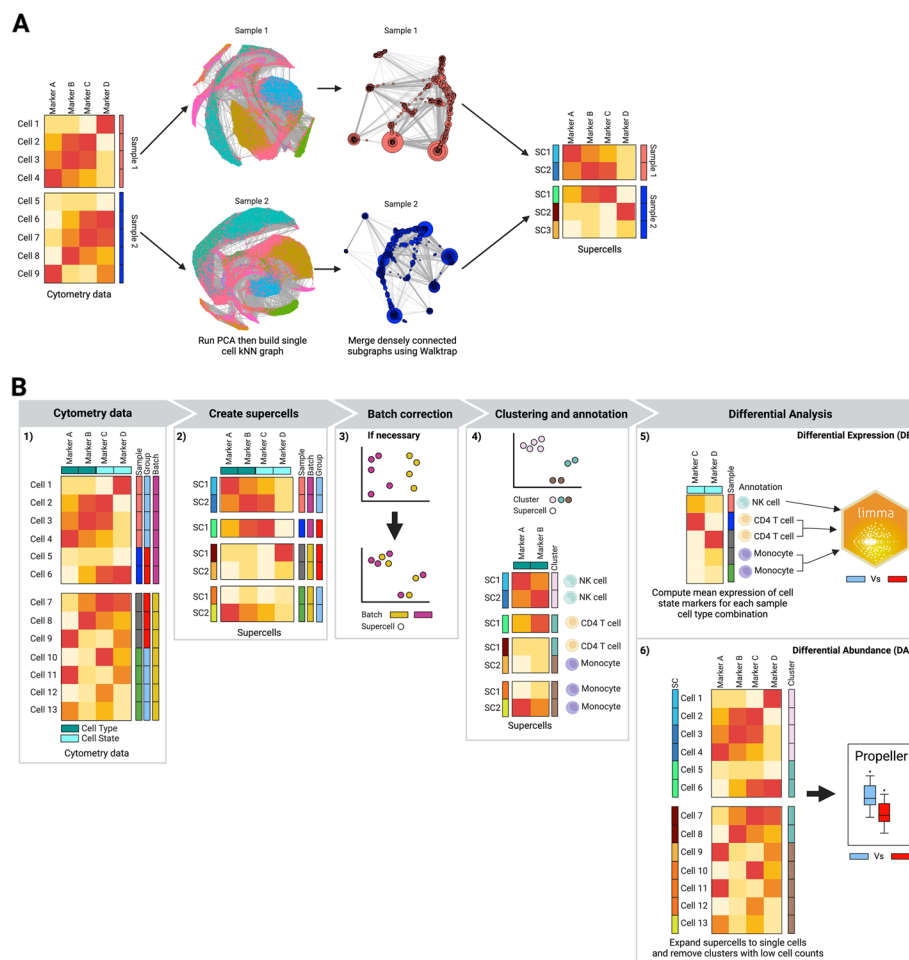 A
Sample 1
Sample 1
Marker A
Marker B
Marker C
Marker D
Cell 1
Cell 2
Cell 3
Cell 4
Sample 1
Cell 5
Cell 6
Cell 7
Cell 8
Cell 9
Sample 2
Cytometry data
Sample 2
Sample 2
Run PCA then build single
cell kNN graph
Merge densely connected
subgraphs using Walktrap
Marker A
Marker B
Marker C
Marker D
SC1
SC2
Sample 1
SC1
SC2
SC3
Sample 2
Supercells
B
Cytometry data
Create supercells
Batch correction
Clustering and annotation
Differential Analysis
1)
Marker A
Marker B
Marker C
Marker D
Sample
Group
Batch
Cell 1
Cell 2
Cell 3
Cell 4
Cell 5
Cell 6
Cell 7
Cell 8
Cell 9
Cell 10
Cell 11
Cell 12
Cell 13
Cell Type
Cell State
Cytometry data
2)
Marker A
Marker B
Marker C
Marker D
Sample
Batch
Group
SC1
SC2
SC1
SC1
SC2
SC1
SC2
Supercells
3)
If necessary
Batch
Supercell
4)
Cluster
Supercell
Marker A
Marker B
Cluster
SC1
NK cell
SC2
NK cell
SC1
CD4 T cell
SC1
CD4 T cell
SC2
Monocyte
SC1
Monocyte
SC2
Monocyte
Supercells
5)
Differential Expression (DE
Marker C
Marker D
Sample
Annotation
NK cell
CD4 T cell
CD4 T cell
Monocyte
Monocyte
limma
Vs
Compute mean expression of cell
state markers for each sample
cell type combination
6)
Differential Abundance (DA
SC
Marker A
Marker B
Marker C
Marker D
Cluster
Cell 1
Cell 2
Cell 3
Cell 4
Cell 5
Cell 6
Cell 7
Cell 8
Cell 9
Cell 10
Cell 11
Cell 12
Cell 13
Propeller
Vs
Expand supercells to single cells
and remove clusters with low cell counts